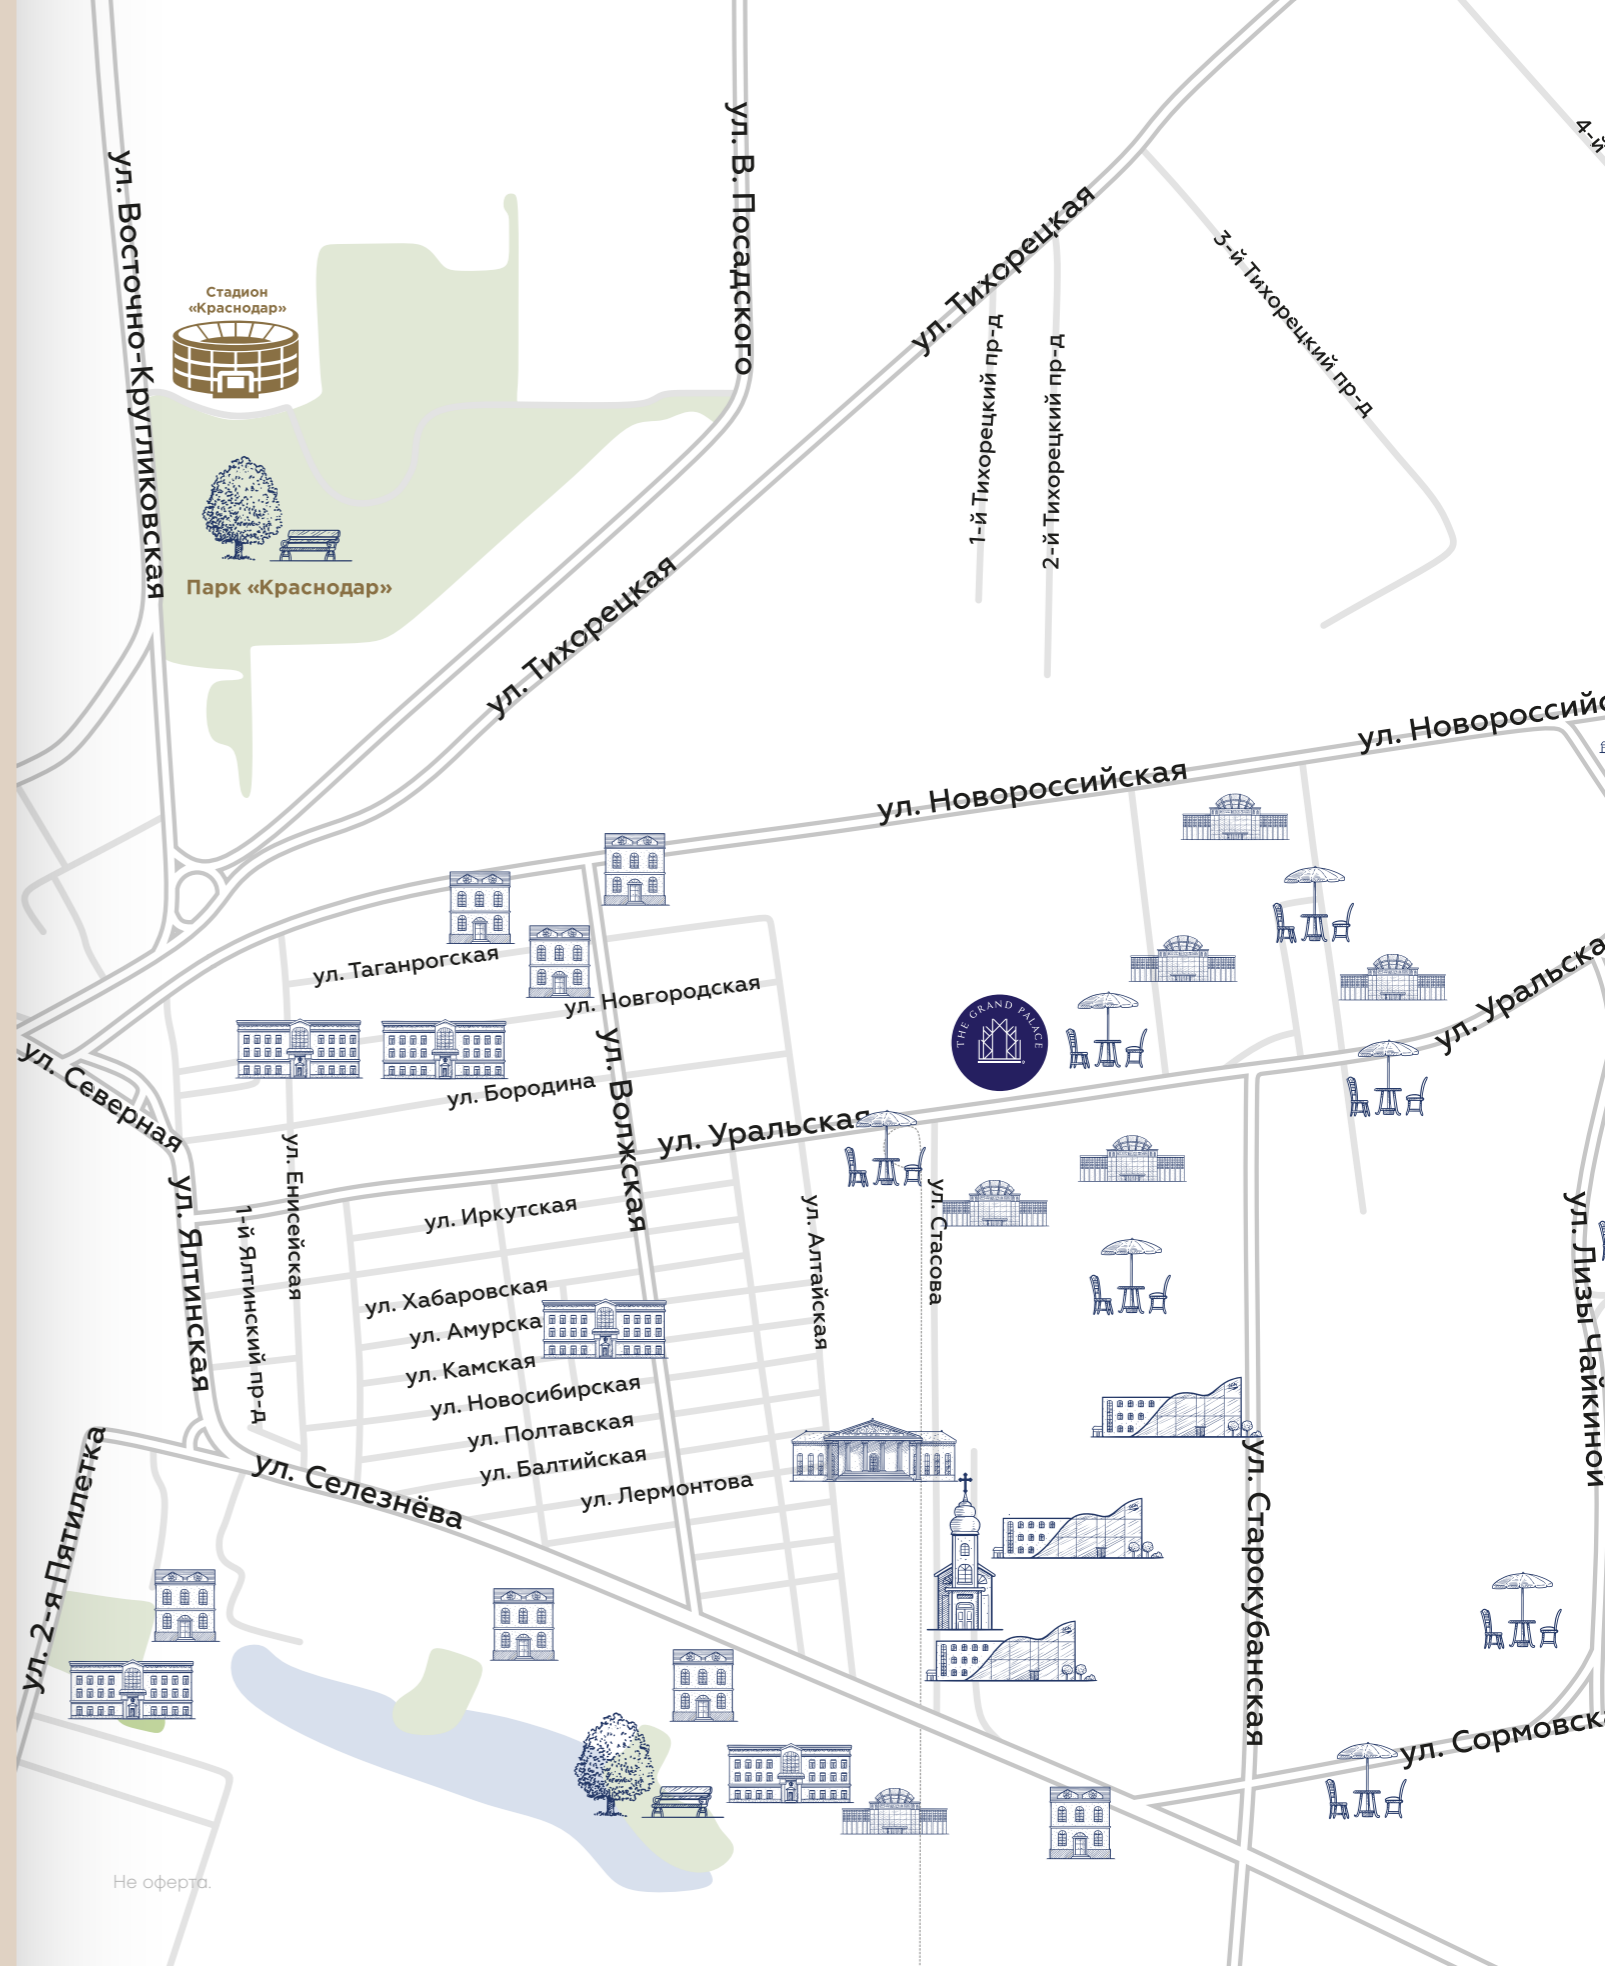 ул. Восточно-Кругликовская
ул. В. Посадского
ул. Тихорецкая
4-й
3-й Тихорецкий пр-д
Стадион
«Краснодар»
1-й Тихорецкий пр-д
2-й Тихорецкий пр-д
Парк «Краснодар»
ул. Тихорецкая
ул. Новороссийс
ул. Новороссийская
ул. Таганрогская
ул. Новгородская
THE GRAND PALACE
ул. Уральска
ул. Северная
ул. Бородина
ул. Волжская
ул. Уральская
ул. Енисейская
ул. Ялтинская
1-й Ялтинский пр-д
ул. Иркутская
ул. Алтайская
ул. Стасова
ул. Лизы Чайкиной
ул. Хабаровская
ул. Амурска
ул. Камская
ул. Новосибирская
ул. Полтавская
ул. Балтийская
ул. Лермонтова
ул. Селезнёва
ул. 2-я Пятилетка
ул. Старокубанская
ул. Сормовска
Не оферта.